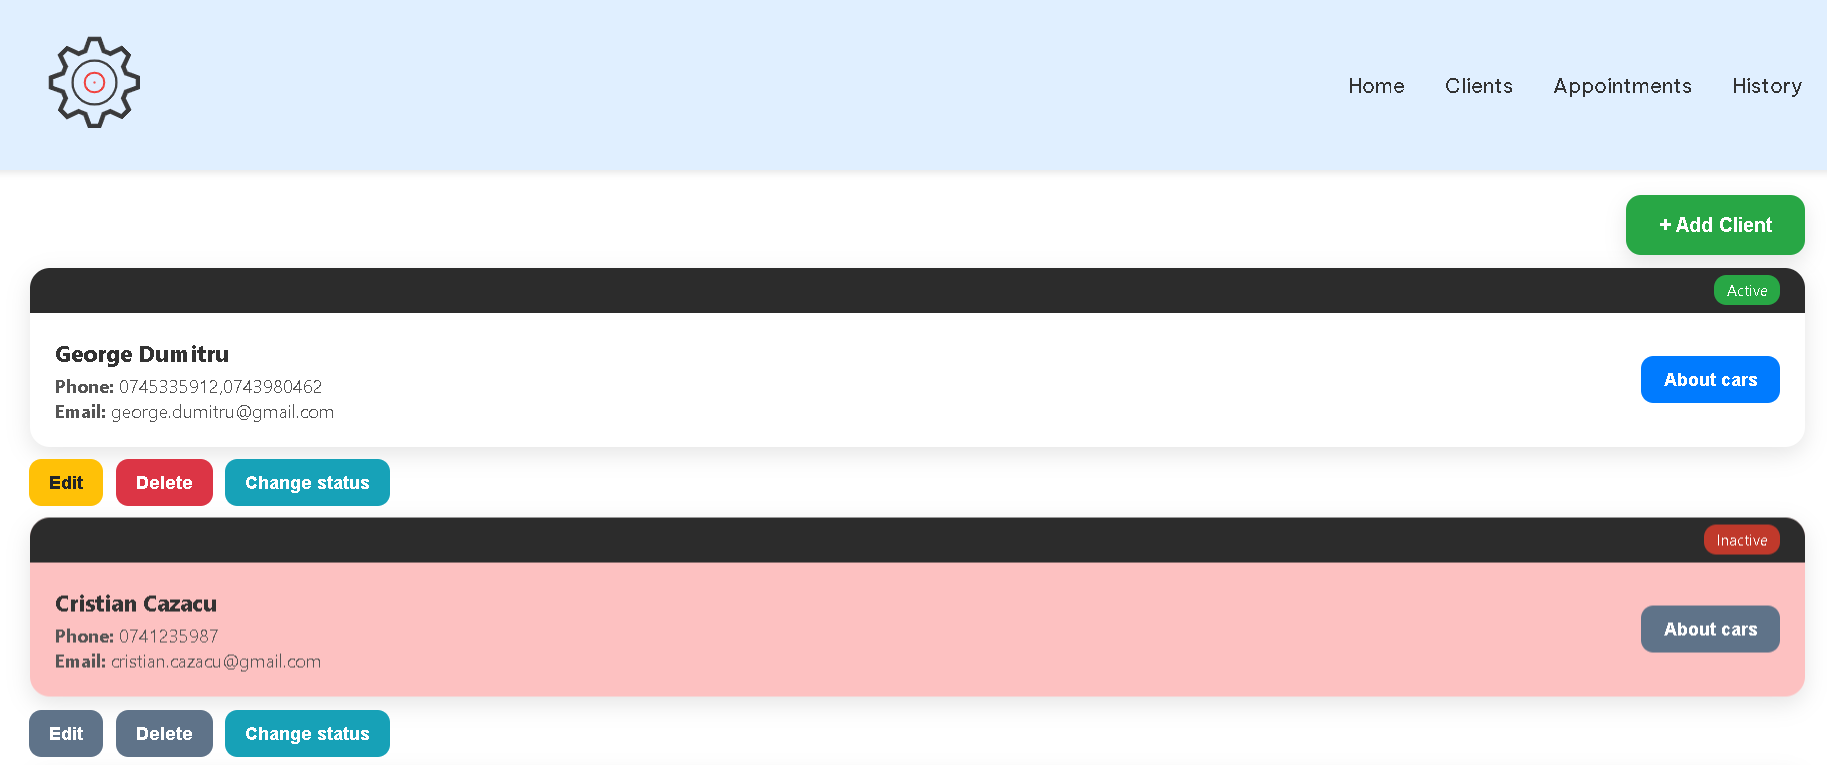 Home Clients Appointments History
+ Add Client
Active
George Dumitru
Phone: 0745335912,0743980462
Email: george.dumitru@gmail.com
About cars
Edit Delete Change status
Inactive
Cristian Cazacu
Phone: 0741235987
Email: cristian.cazacu@gmail.com
About cars
Edit Delete Change status